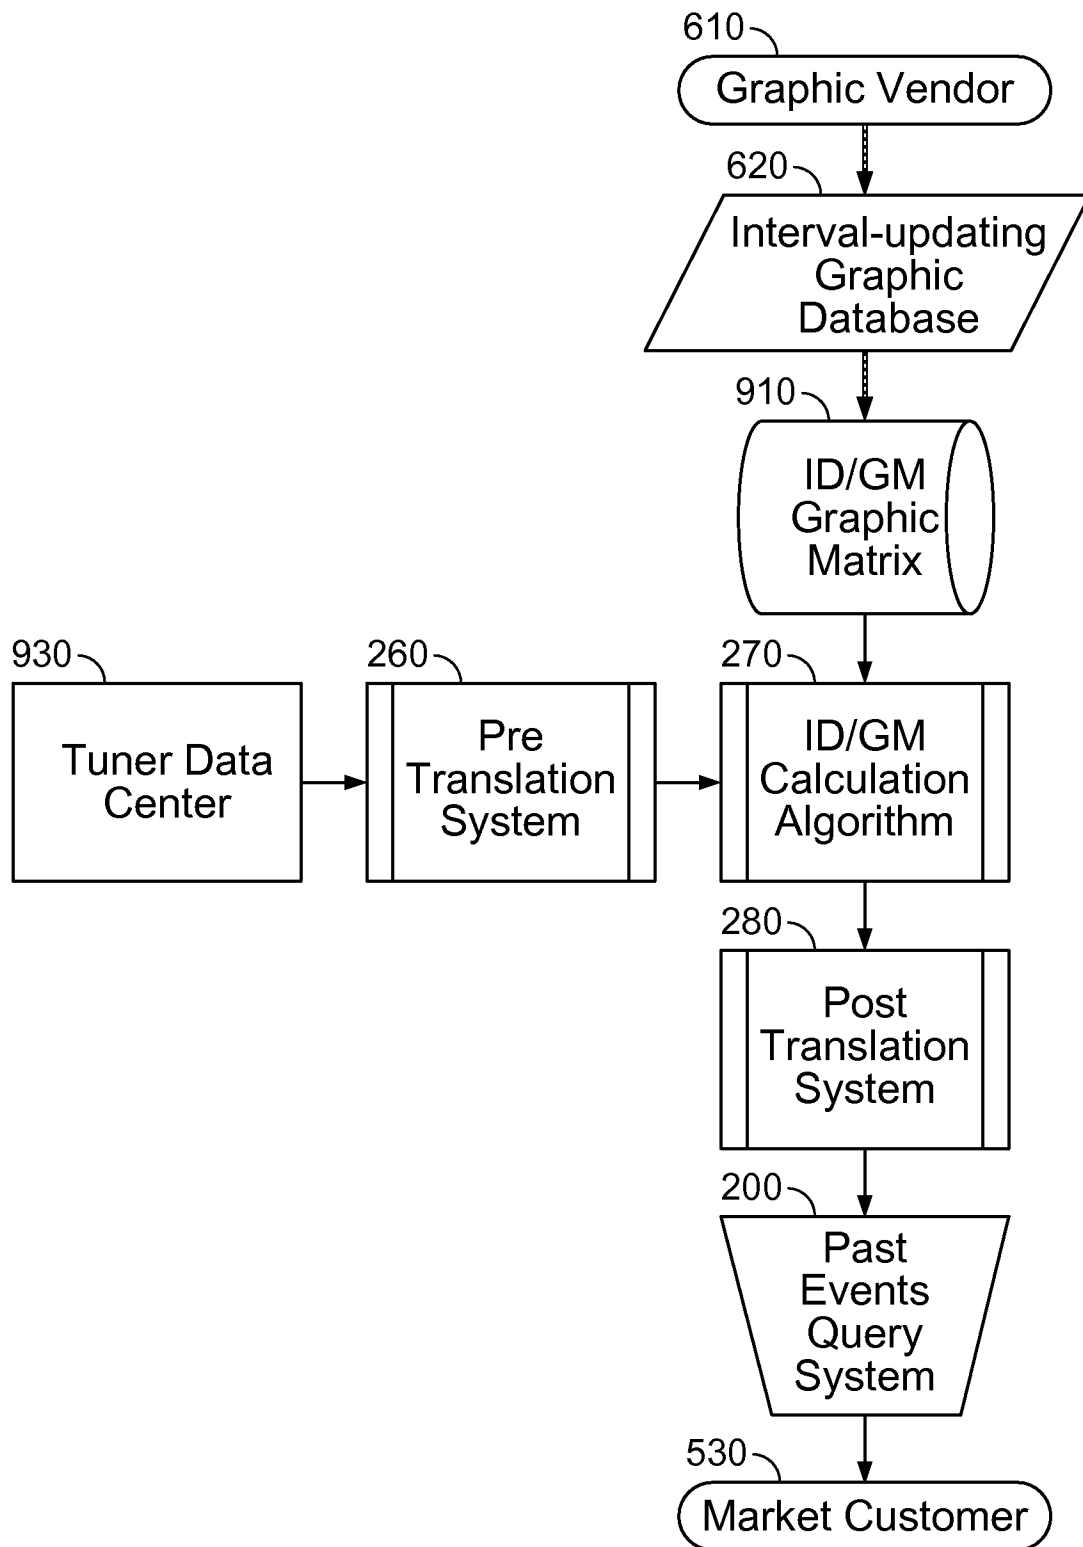 610
Graphic Vendor
620
Interval-updating
Graphic
Database
910
ID/GM
Graphic
Matrix
930
Tuner Data
Center
260
Pre
Translation
System
270
ID/GM
Calculation
Algorithm
280
Post
Translation
System
200
Past
Events
Query
System
530
Market Customer